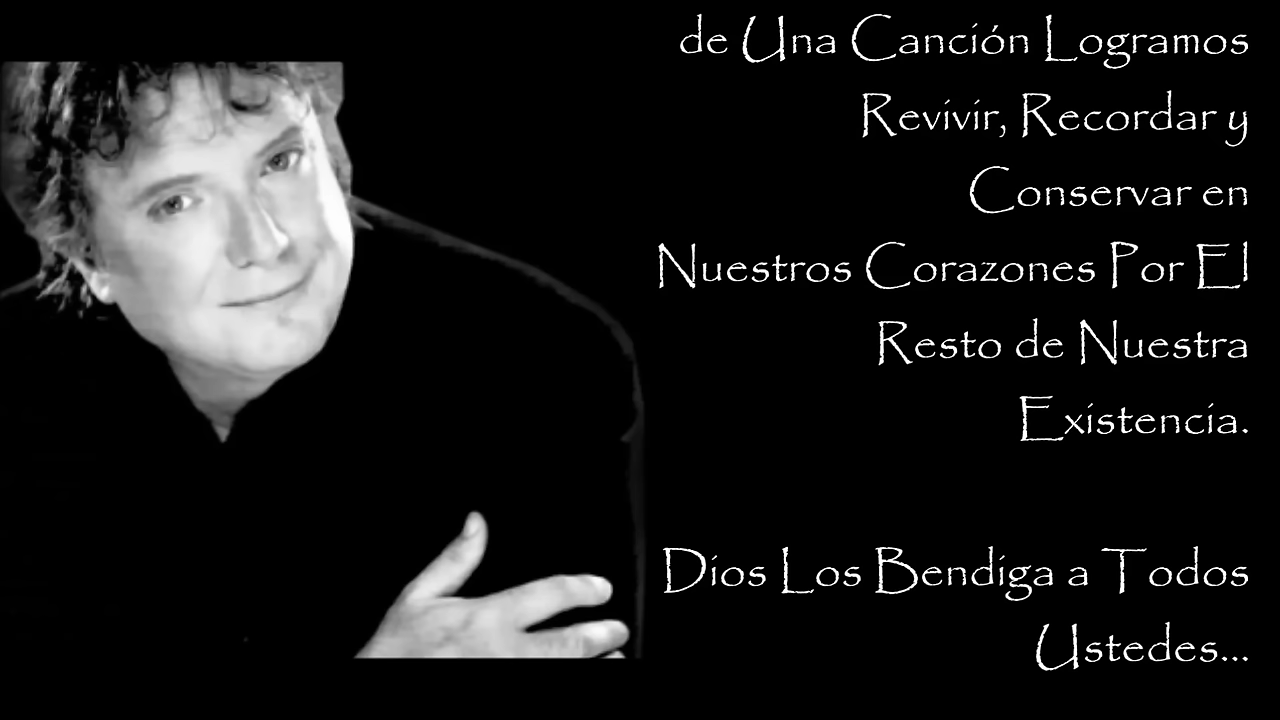 de Una Canción Logramos
Revivir, Recordar y
Conservar en
Nuestros Corazones Por El
Resto de Nuestra
Existencia.
Dios Los Bendiga a Todos
Ustedes...